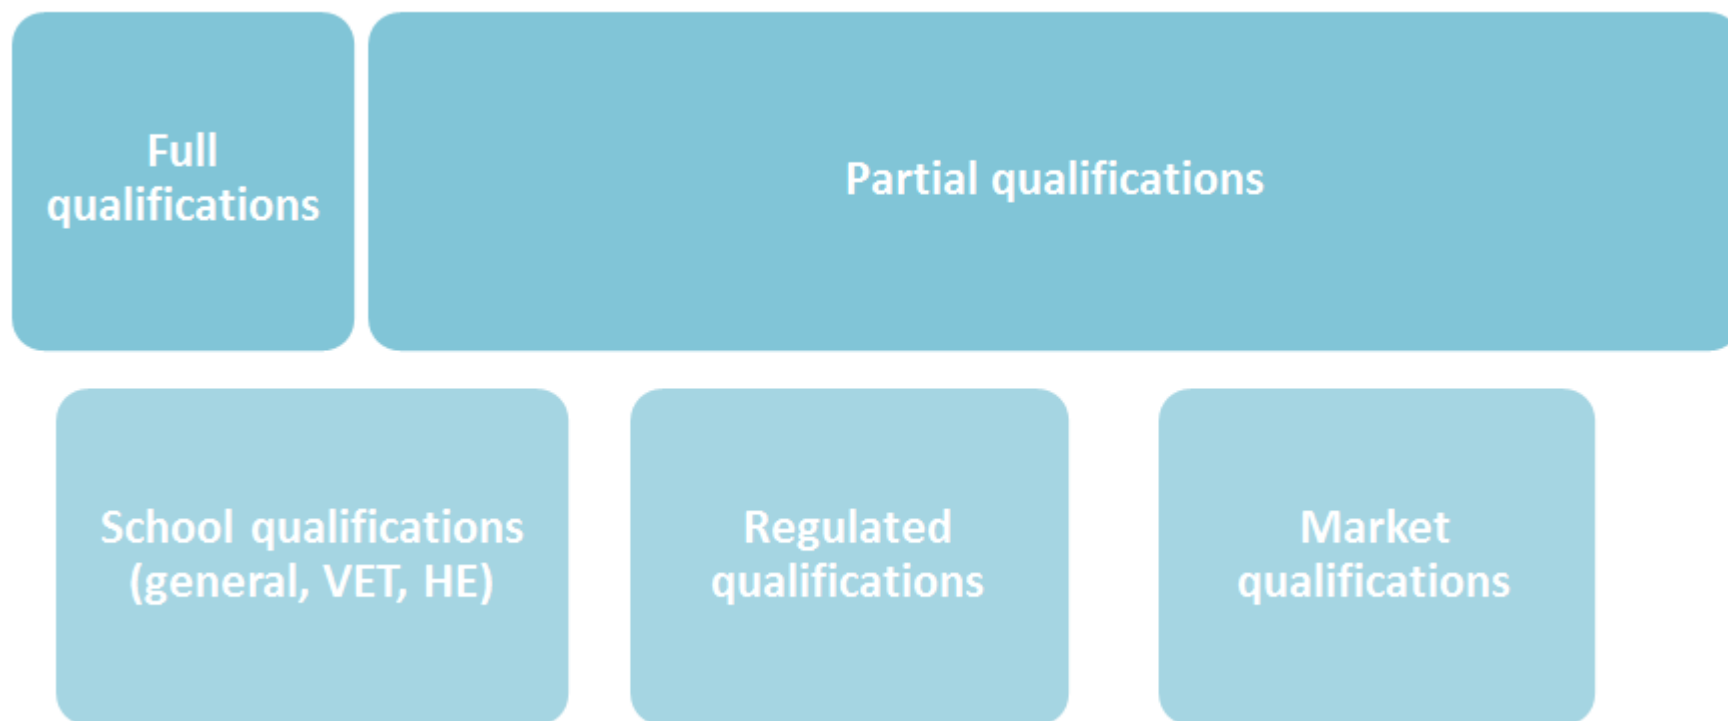 Full
qualifications
Partial qualifications
School qualifications
(general, VET, HE)
Regulated
qualifications
Market
qualifications